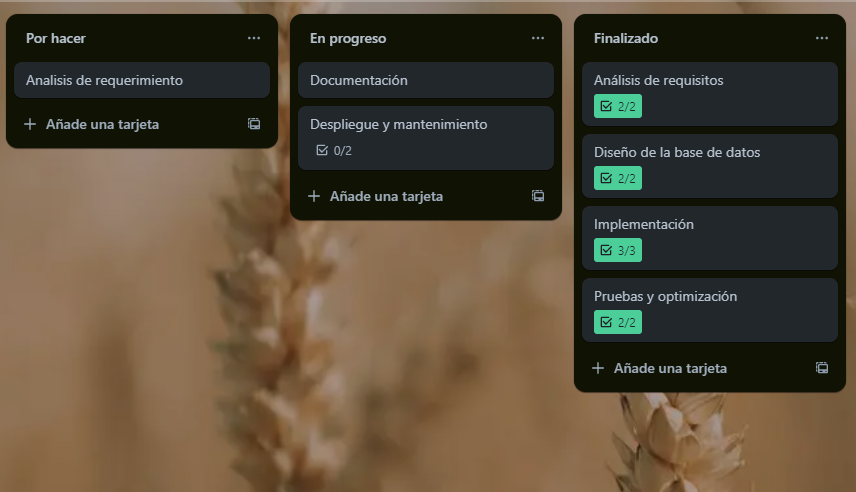 Por hacer
Analisis de requerimiento
Añade una tarjeta
En progreso
Documentación
Despliegue y mantenimiento
0/2
Añade una tarjeta
Finalizado
Análisis de requisitos
2/2
Diseño de la base de datos
2/2
Implementación
3/3
Pruebas y optimización
2/2
Añade una tarjeta